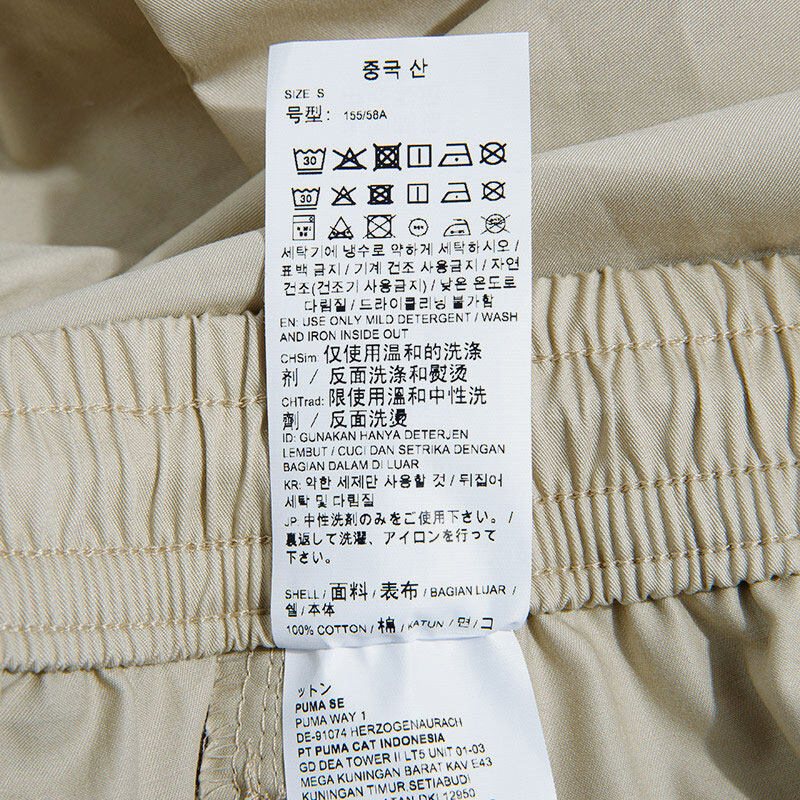 중국 산
SIZE S
号型: 155/58A
30
30
세탁기에 냉수로 약하게 세탁하시오 /
표백 금지 / 기계 건조 사용금지 / 자연
건조(건조기 사용금지) / 낮은 온도로
다림질 / 드라이클리닝 불가함
EN: USE ONLY MILD DETERGENT / WASH
AND IRON INSIDE OUT
CHSim: 仅使用温和的洗涤
剂 / 反面洗涤和熨烫
CHTrad: 限使用溫和中性洗
劑 / 反面洗燙
ID: GUNAKAN HANYA DETERJEN
LEMBUT / CUCI DAN SETRIKA DENGAN
BAGIAN DALAM DI LUAR
KR: 약한 세제만 사용할 것 / 뒤집어
세탁 및 다림질
JP: 中性洗剤のみをご使用下さい。 /
裏返して洗濯、アイロンを行って
下さい。
SHELL / 面料 / 表布 / BAGIAN LUAR /
쉘 / 本体
100% COTTON / 棉 / KATUN / 면 / コ
ットン
PUMA SE
PUMA WAY 1
DE-91074 HERZOGENAURACH
PT PUMA CAT INDONESIA
GD DEA TOWER II LT5 UNIT 01-03
MEGA KUNINGAN BARAT KAV E43
KUNINGAN TIMUR SETIABUDI
DKI 12950